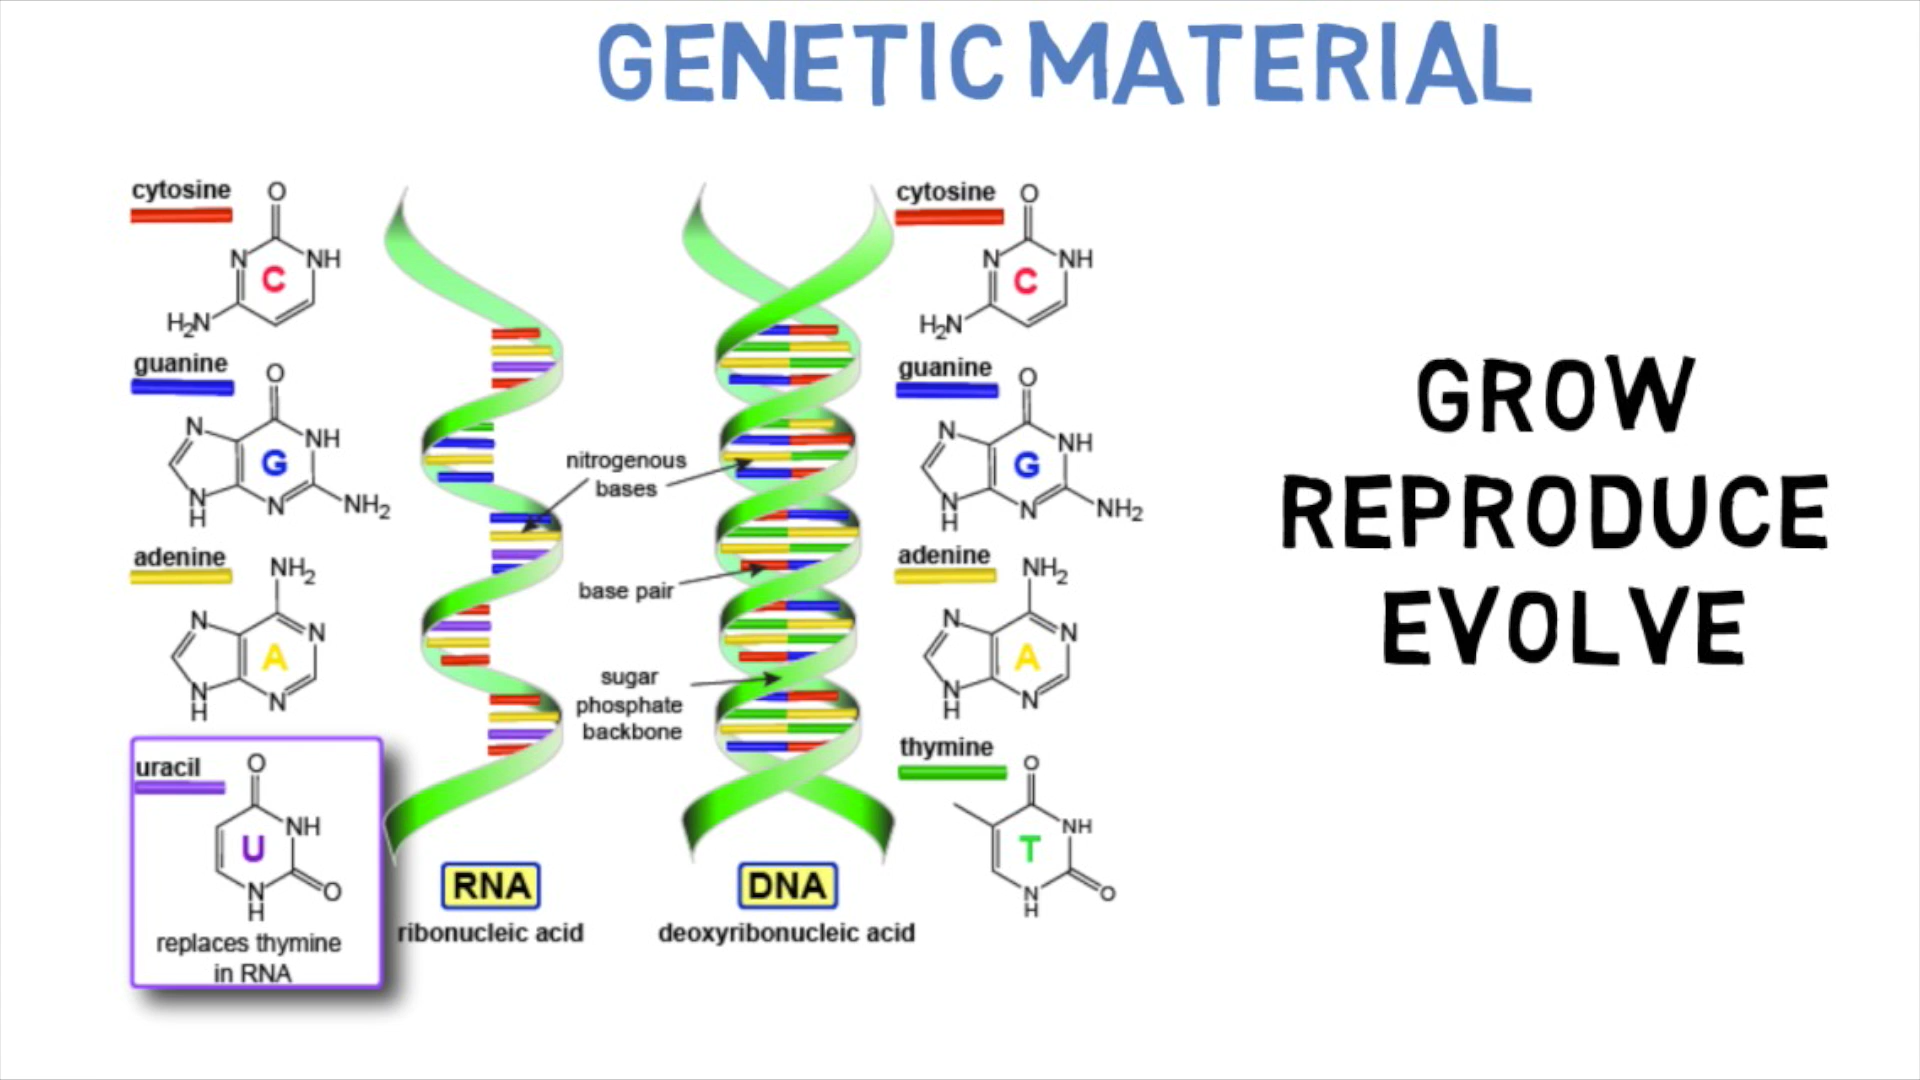 GENETIC MATERIAL
cytosine
O
N
NH
C
H2N
guanine
O
N
NH
G
N
H
N
NH2
adenine
NH2
N
N
A
N
H
N
uracil
O
NH
U
N
H
O
replaces thymine
in RNA
nitrogenous
bases
base pair
sugar
phosphate
backbone
RNA
ribonucleic acid
DNA
deoxyribonucleic acid
cytosine
O
N
NH
C
H2N
guanine
O
N
NH
G
N
H
N
NH2
adenine
NH2
N
N
A
N
H
N
thymine
O
NH
T
N
H
O
GROW
REPRODUCE
EVOLVE